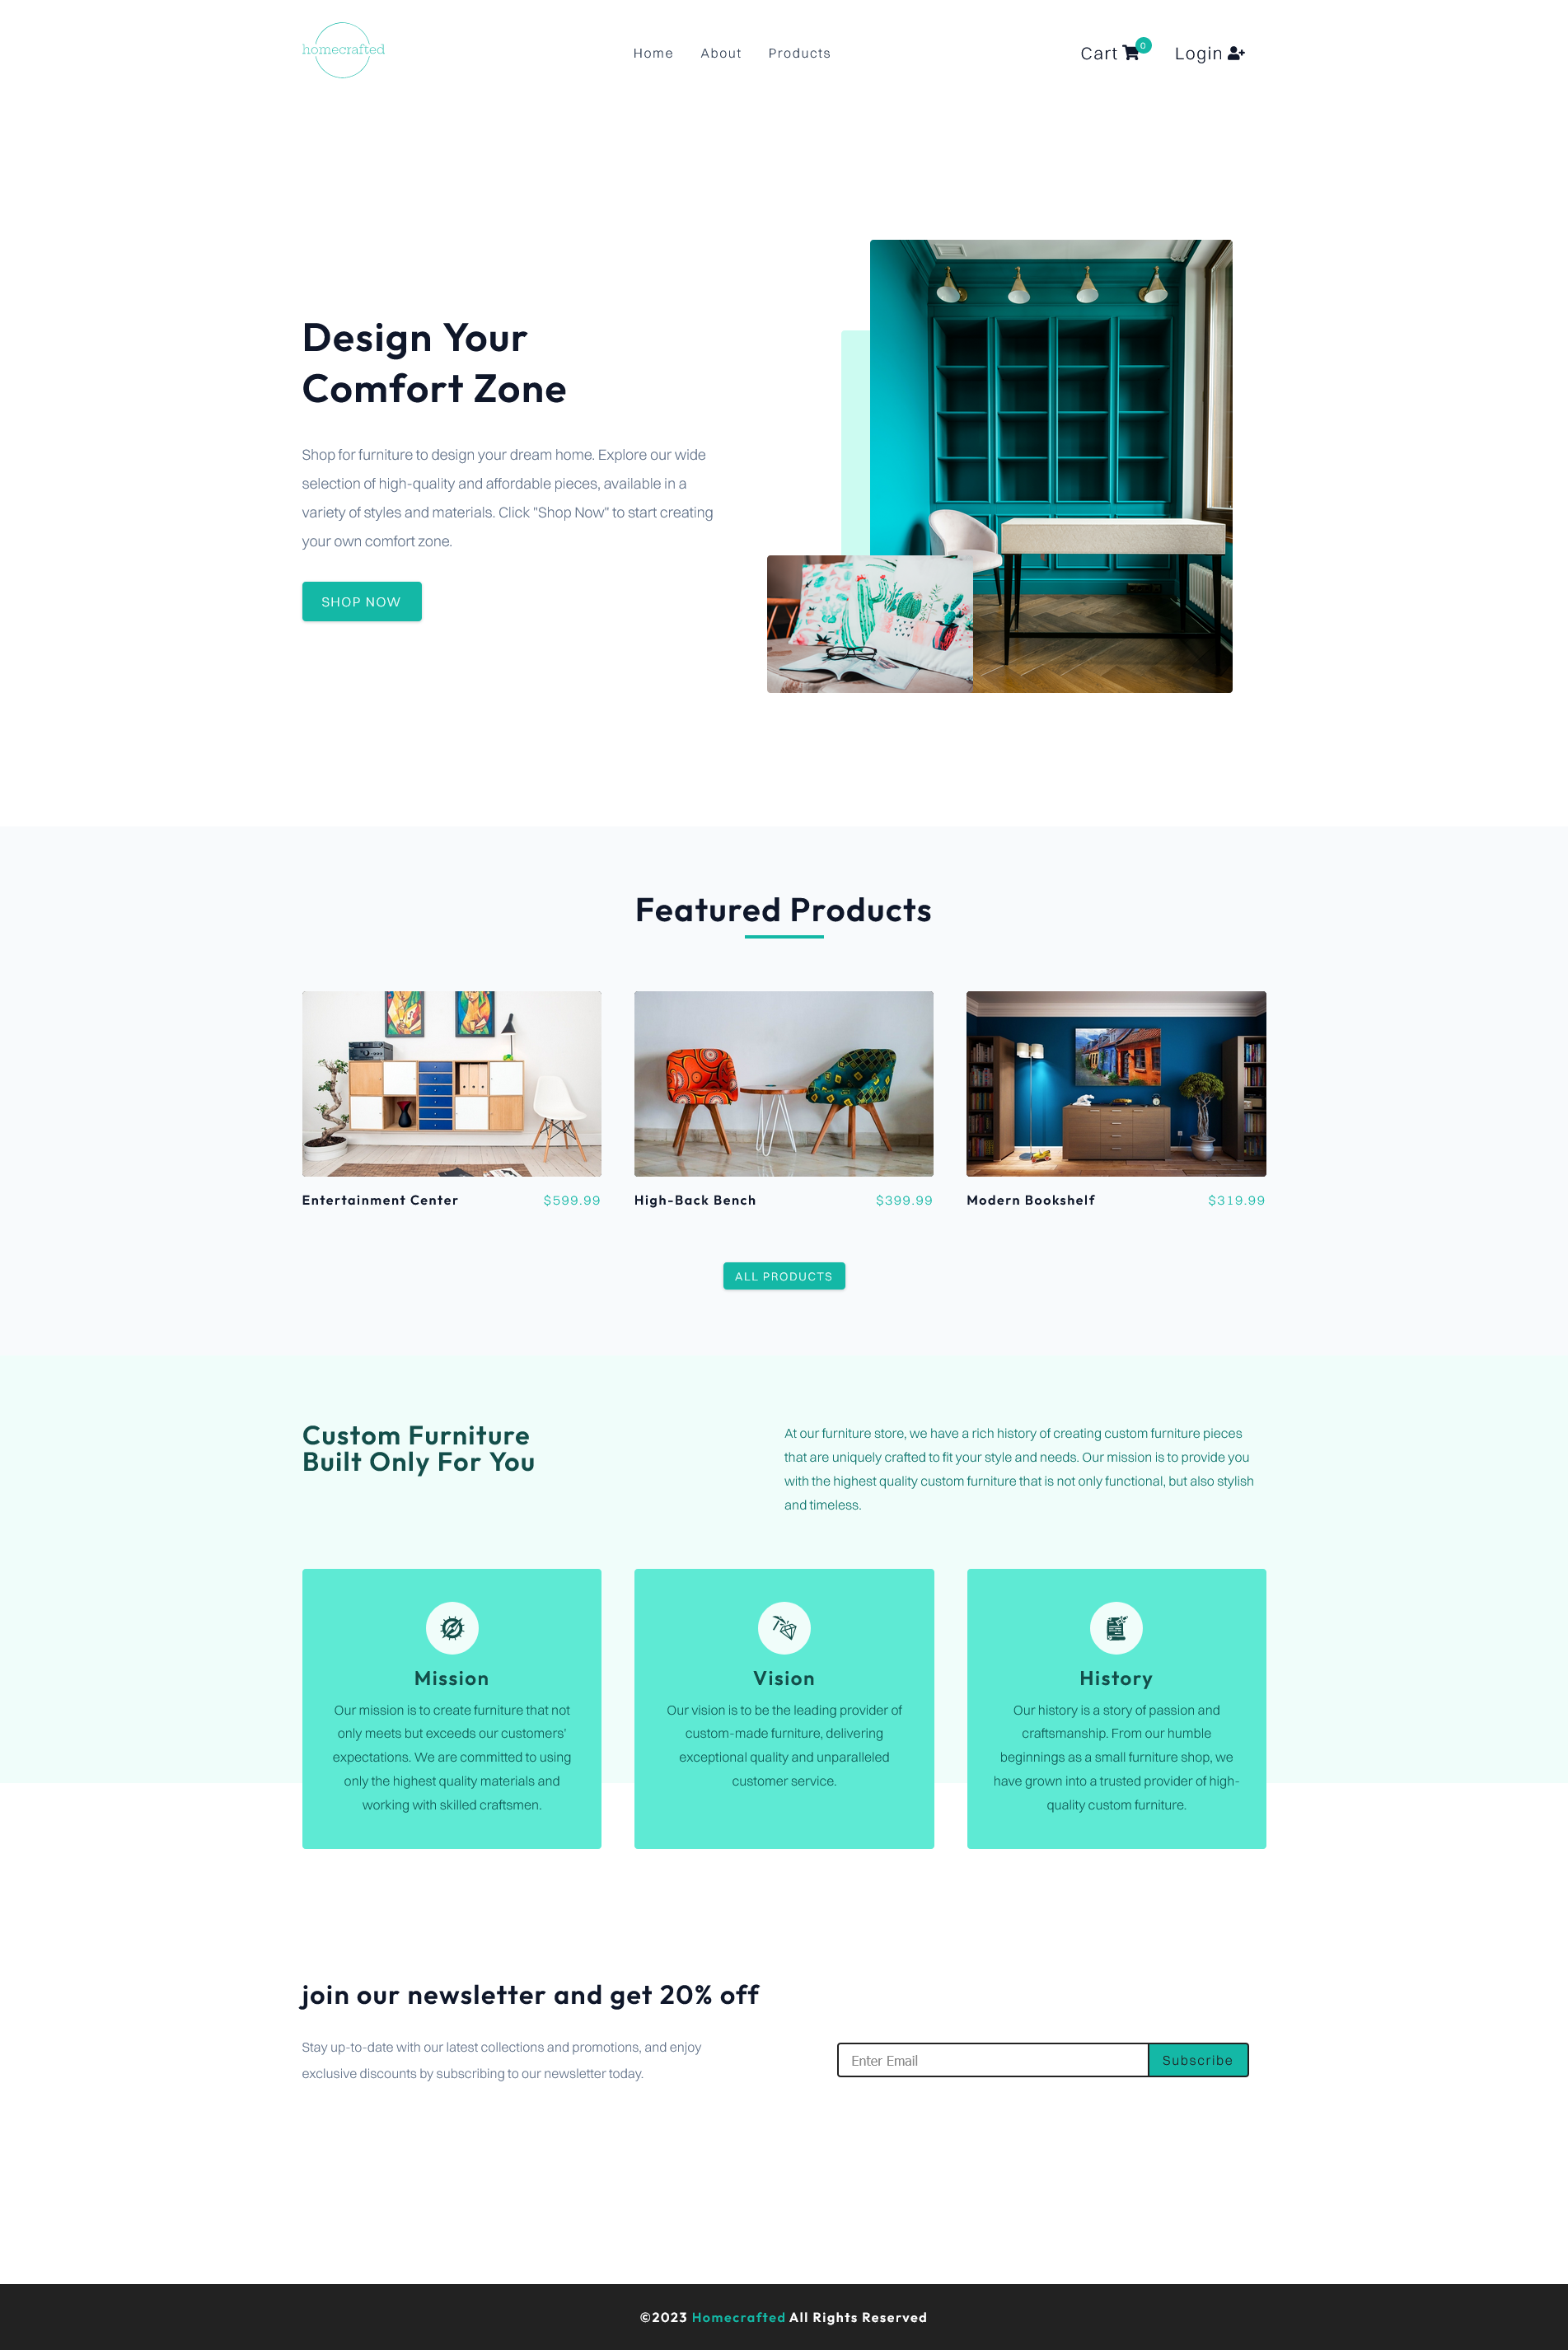 homecrafted
Home About Products
Cart 0 Login
Design Your
Comfort Zone
Shop for furniture to design your dream home. Explore our wide
selection of high-quality and affordable pieces, available in a
variety of styles and materials. Click "Shop Now" to start creating
your own comfort zone.
SHOP NOW
Featured Products
Entertainment Center $599.99
High-Back Bench $399.99
Modern Bookshelf $319.99
ALL PRODUCTS
Custom Furniture
Built Only For You
At our furniture store, we have a rich history of creating custom furniture pieces
that are uniquely crafted to fit your style and needs. Our mission is to provide you
with the highest quality custom furniture that is not only functional, but also stylish
and timeless.
Mission
Our mission is to create furniture that not
only meets but exceeds our customers'
expectations. We are committed to using
only the highest quality materials and
working with skilled craftsmen.
Vision
Our vision is to be the leading provider of
custom-made furniture, delivering
exceptional quality and unparalleled
customer service.
History
Our history is a story of passion and
craftsmanship. From our humble
beginnings as a small furniture shop, we
have grown into a trusted provider of high-
quality custom furniture.
join our newsletter and get 20% off
Stay up-to-date with our latest collections and promotions, and enjoy
exclusive discounts by subscribing to our newsletter today.
Enter Email
Subscribe
©2023 Homecrafted All Rights Reserved